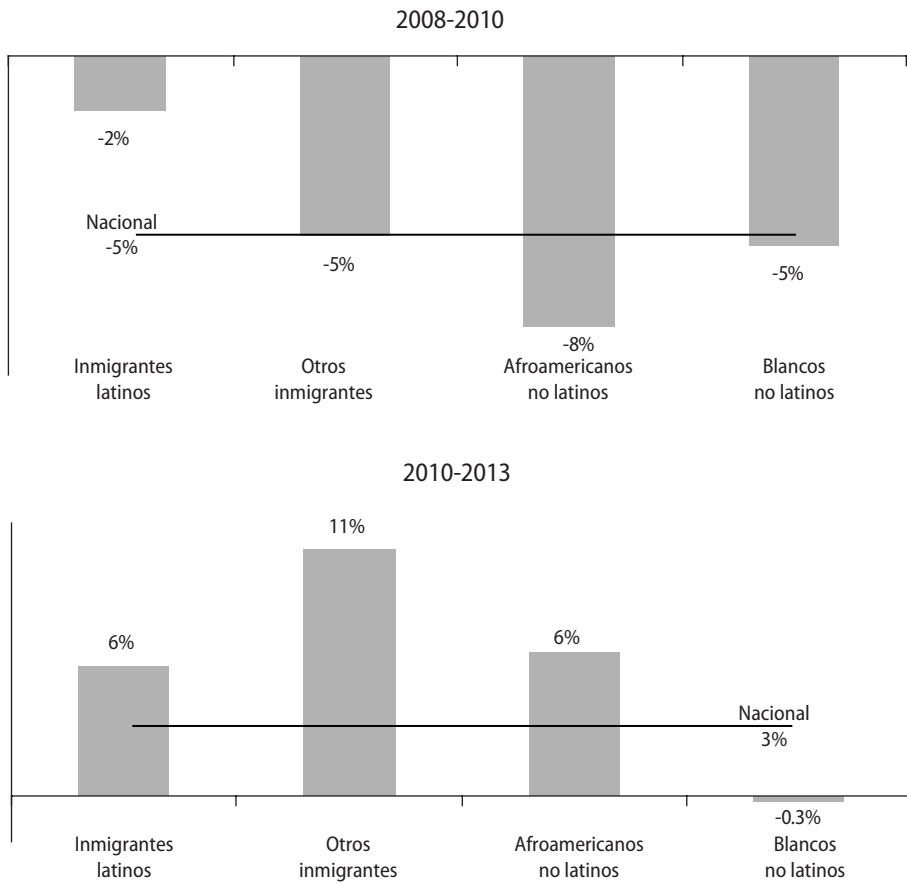 2008-2010
-2%
Nacional
-5%
-5%
-8%
-5%
Inmigrantes
latinos
Otros
inmigrantes
Afroamericanos
no latinos
Blancos
no latinos
2010-2013
6%
11%
6%
Nacional
3%
-0.3%
Inmigrantes
latinos
Otros
inmigrantes
Afroamericanos
no latinos
Blancos
no latinos